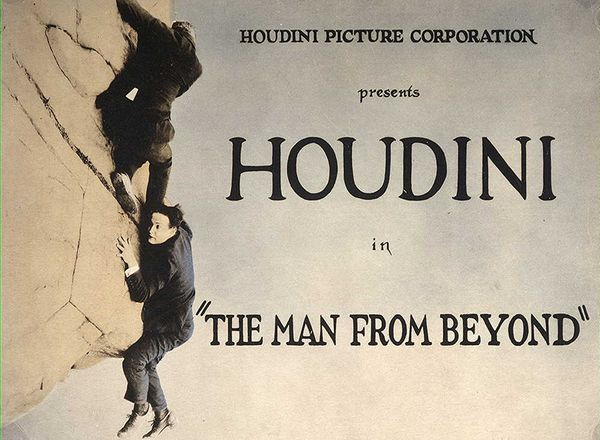 HOUDINI PICTURE CORPORATION
presents
HOUDINI
in
"THE MAN FROM BEYOND"